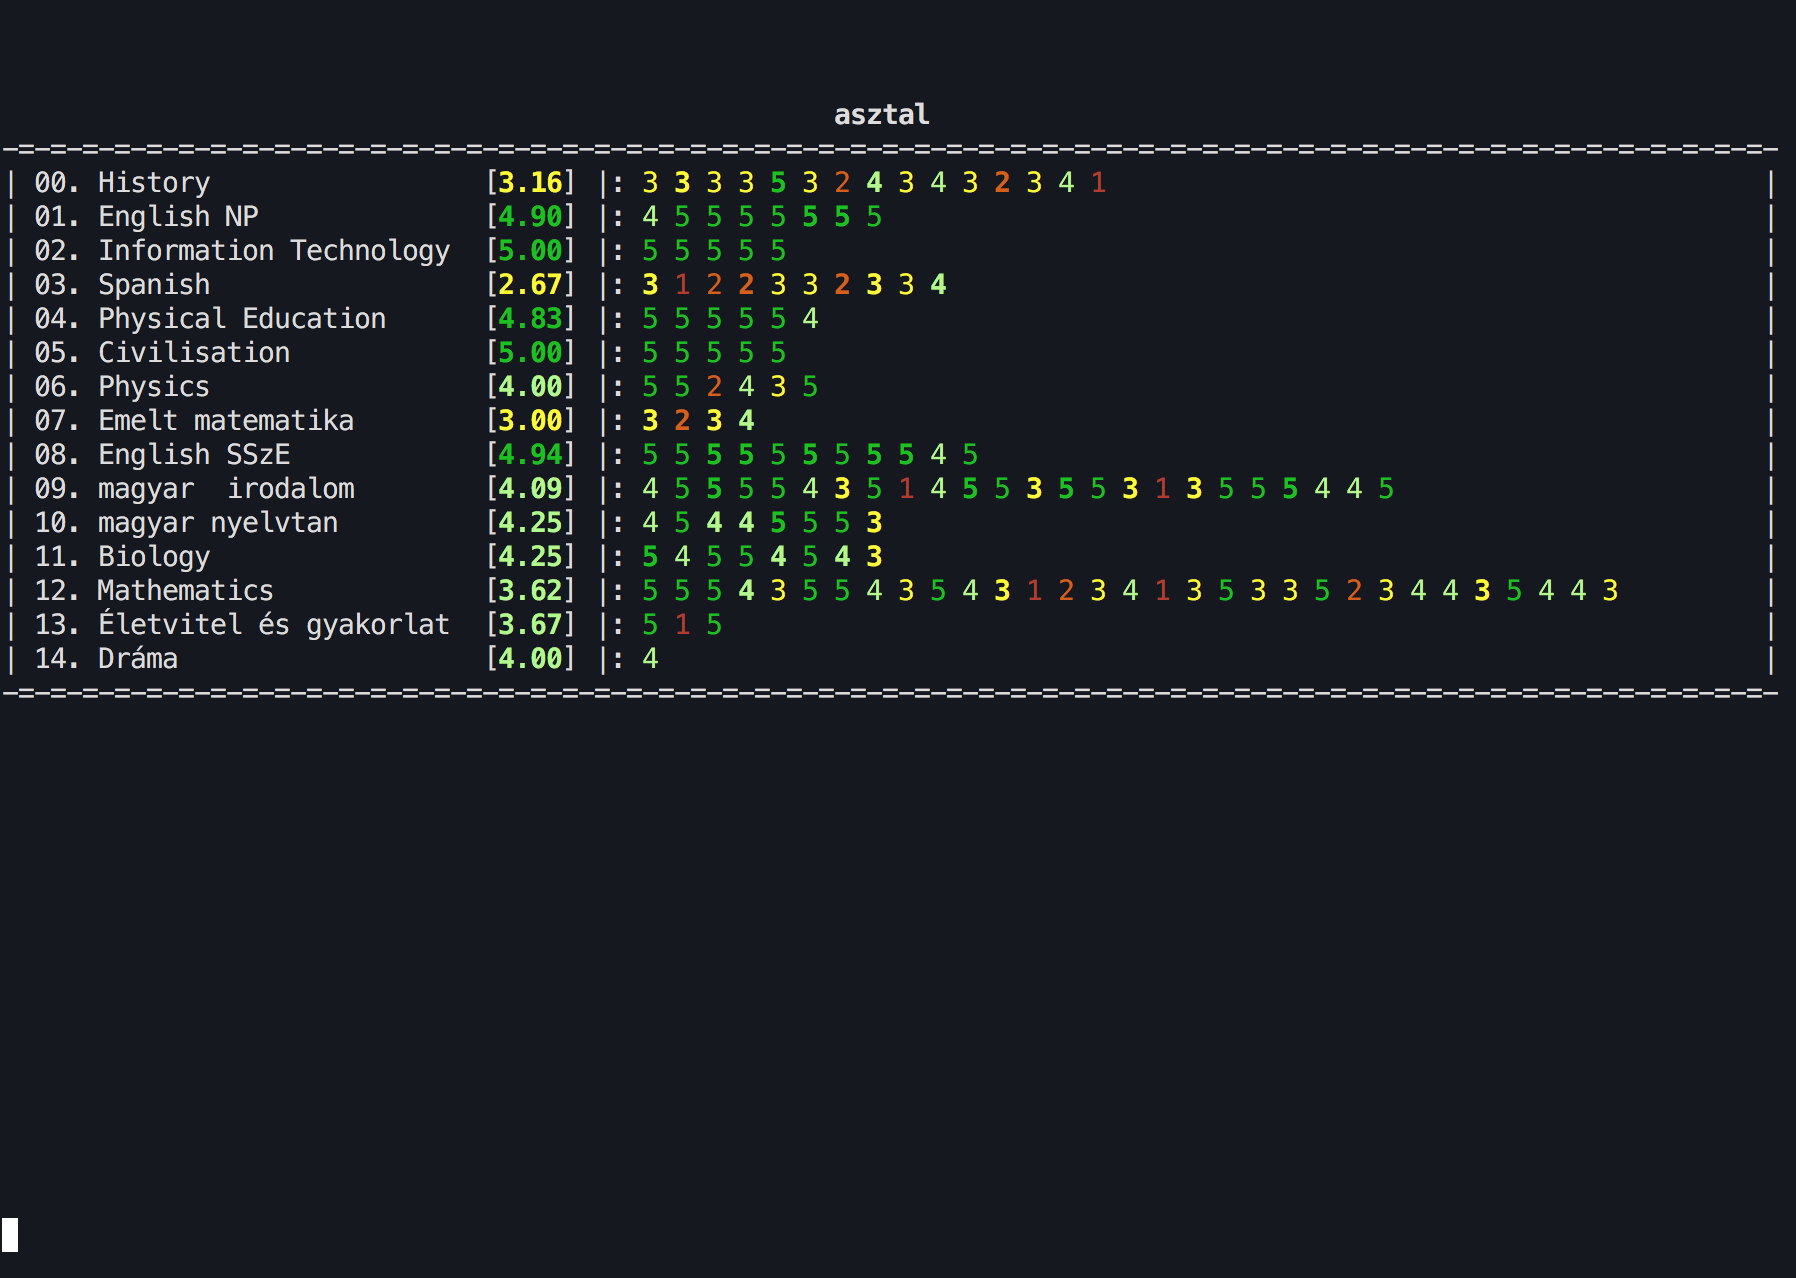 asztal
-=-=-=-=-=-=-=-=-=-=-=-=-=-=-=-=-=-=-=-=-=-=-=-=-=-=-=-=-=-=-=-=-=-=-=-=-=-=-=-=-=-=-=-=-=-=-=-=-=-=-=-=-=-=-=-
| 00. History [3.16] |: 3 3 3 3 5 3 2 4 3 4 3 2 3 4 1 |
| 01. English NP [4.90] |: 4 5 5 5 5 5 5 5 |
| 02. Information Technology [5.00] |: 5 5 5 5 5 |
| 03. Spanish [2.67] |: 3 1 2 2 3 3 2 3 3 4 |
| 04. Physical Education [4.83] |: 5 5 5 5 5 4 |
| 05. Civilisation [5.00] |: 5 5 5 5 5 |
| 06. Physics [4.00] |: 5 5 2 4 3 5 |
| 07. Emelt matematika [3.00] |: 3 2 3 4 |
| 08. English SSzE [4.94] |: 5 5 5 5 5 5 5 5 5 4 5 |
| 09. magyar  irodalom [4.09] |: 4 5 5 5 5 4 3 5 1 4 5 5 3 5 5 3 1 3 5 5 5 4 4 5 |
| 10. magyar nyelvtan [4.25] |: 4 5 4 4 5 5 5 3 |
| 11. Biology [4.25] |: 5 4 5 5 4 5 4 3 |
| 12. Mathematics [3.62] |: 5 5 5 4 3 5 5 4 3 5 4 3 1 2 3 4 1 3 5 3 3 5 2 3 4 4 3 5 4 4 3 |
| 13. Életvitel és gyakorlat [3.67] |: 5 1 5 |
| 14. Dráma [4.00] |: 4 |
-=-=-=-=-=-=-=-=-=-=-=-=-=-=-=-=-=-=-=-=-=-=-=-=-=-=-=-=-=-=-=-=-=-=-=-=-=-=-=-=-=-=-=-=-=-=-=-=-=-=-=-=-=-=-=-